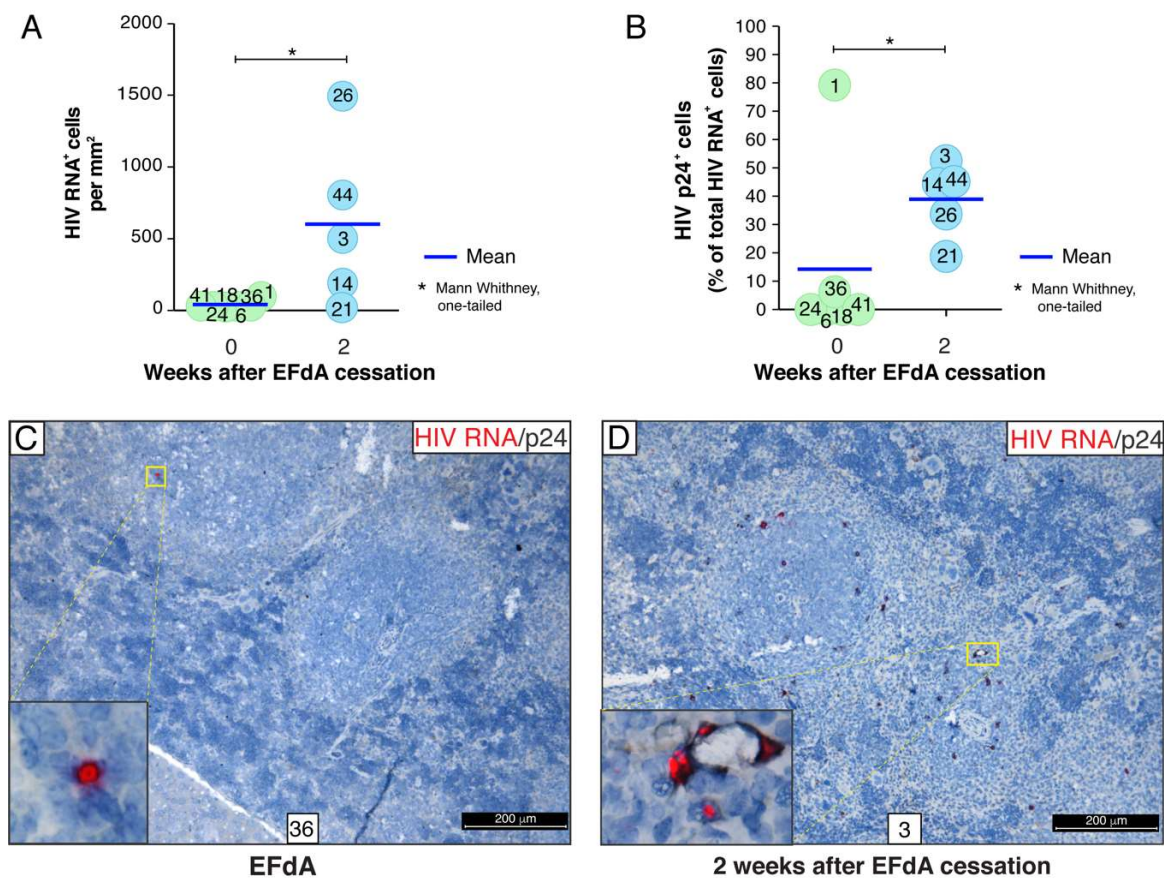 A
HIV RNA+ cells
per mm2
2000
1500
1000
500
0
*
26
44
3
14
21
41 18 36 1
24 6
0 2
Weeks after EFdA cessation
Mean
* Mann Whithney,
one-tailed
B
HIV p24+ cells
(% of total HIV RNA+ cells)
100
90
80
70
60
50
40
30
20
10
0
*
1
3
14 44
26
21
36
24 6 18 41
0 2
Weeks after EFdA cessation
Mean
* Mann Whithney,
one-tailed
C
HIV RNA/p24
36
200 µm
EFdA
D
HIV RNA/p24
3
200 µm
2 weeks after EFdA cessation